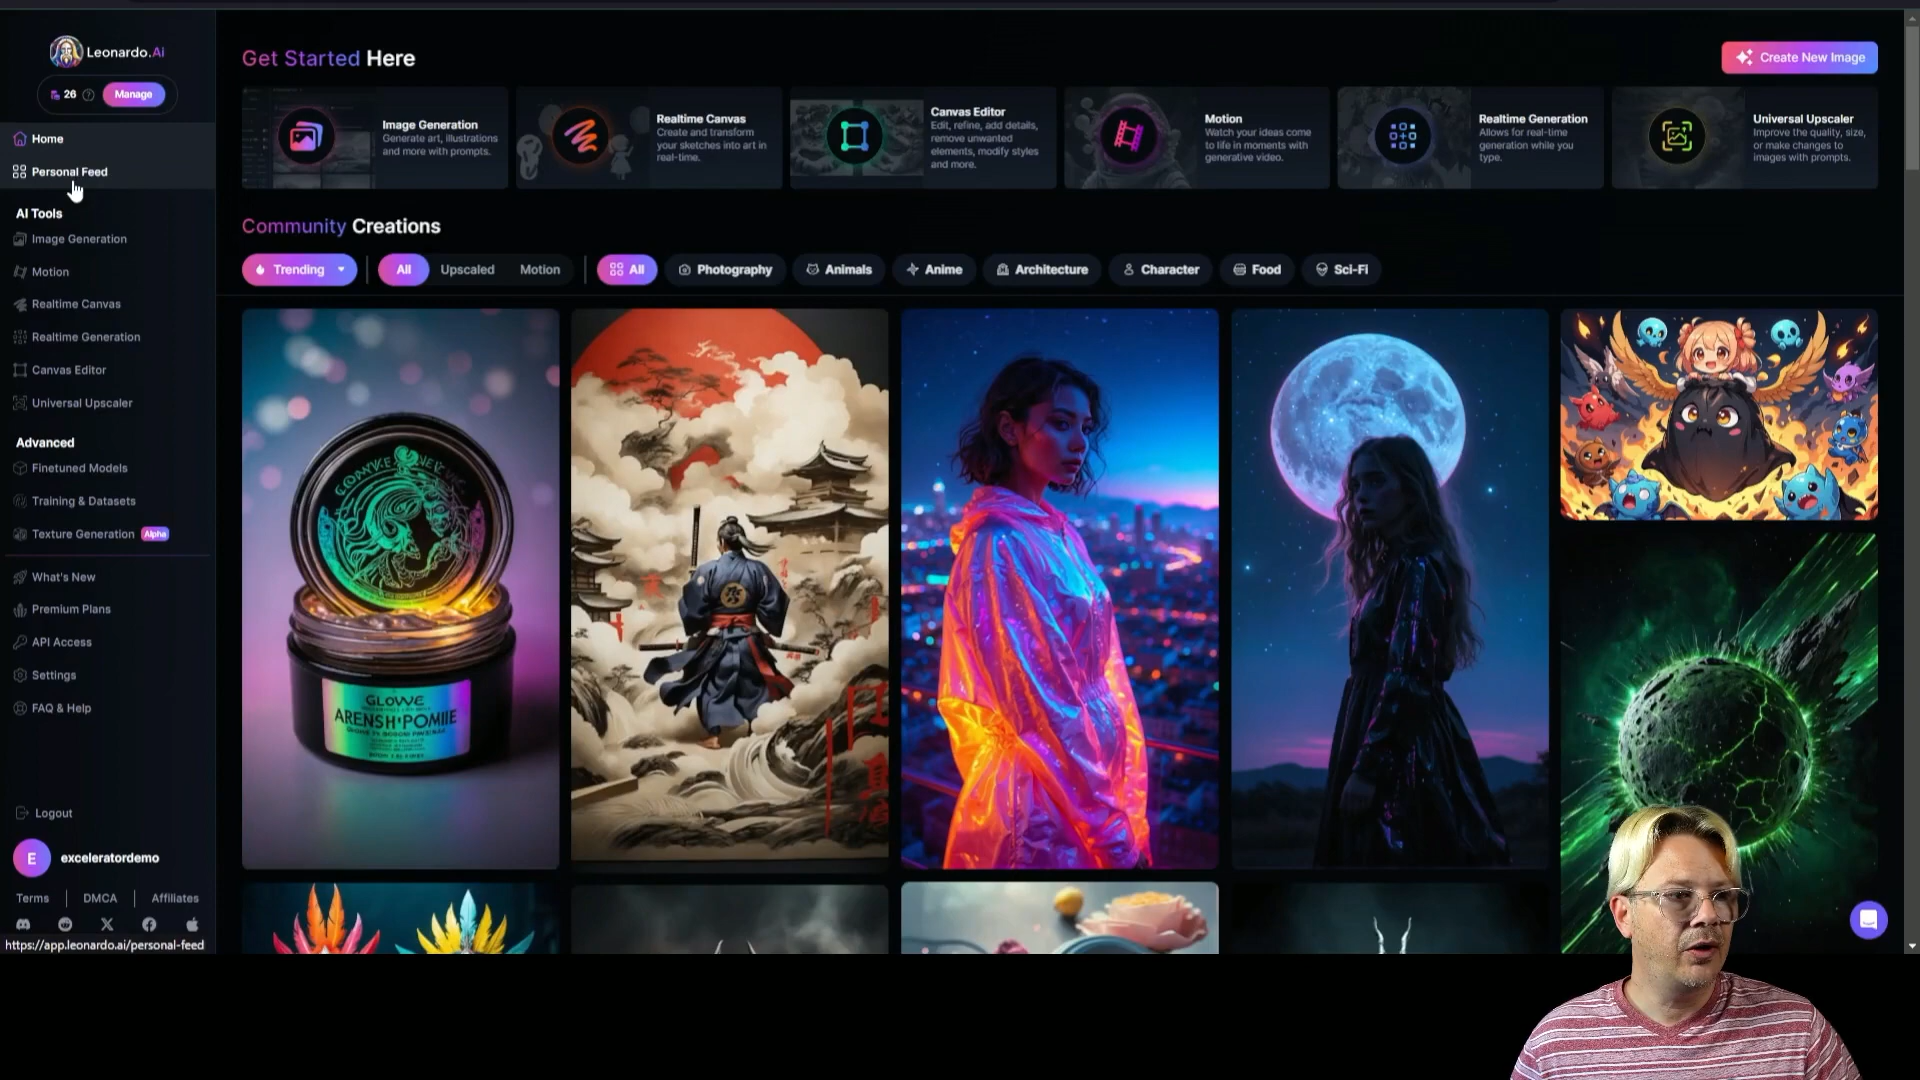 Leonardo.Ai
26
Manage
Home
Personal Feed
AI Tools
Image Generation
Motion
Realtime Canvas
Realtime Generation
Canvas Editor
Universal Upscaler
Advanced
Finetuned Models
Training & Datasets
Texture Generation Alpha
What's New
Premium Plans
API Access
Settings
FAQ & Help
Logout
E
exceleratordemo
Terms DMCA Affiliates
https://app.leonardo.ai/personal-feed
Get Started Here
Create New Image
Image Generation
Generate art, illustrations
and more with prompts.
Realtime Canvas
Create and transform
your sketches into art in
real-time.
Canvas Editor
Edit, refine, add details,
remove unwanted
elements, modify styles
and more.
Motion
Watch your ideas come
to life in moments with
generative video.
Realtime Generation
Allows for real-time
generation while you
type.
Universal Upscaler
Improve the quality, size,
or make changes to
images with prompts.
Community Creations
Trending All Upscaled Motion All Photography Animals Anime Architecture Character Food Sci-Fi
GLOWE
ARENSH'POMIIE